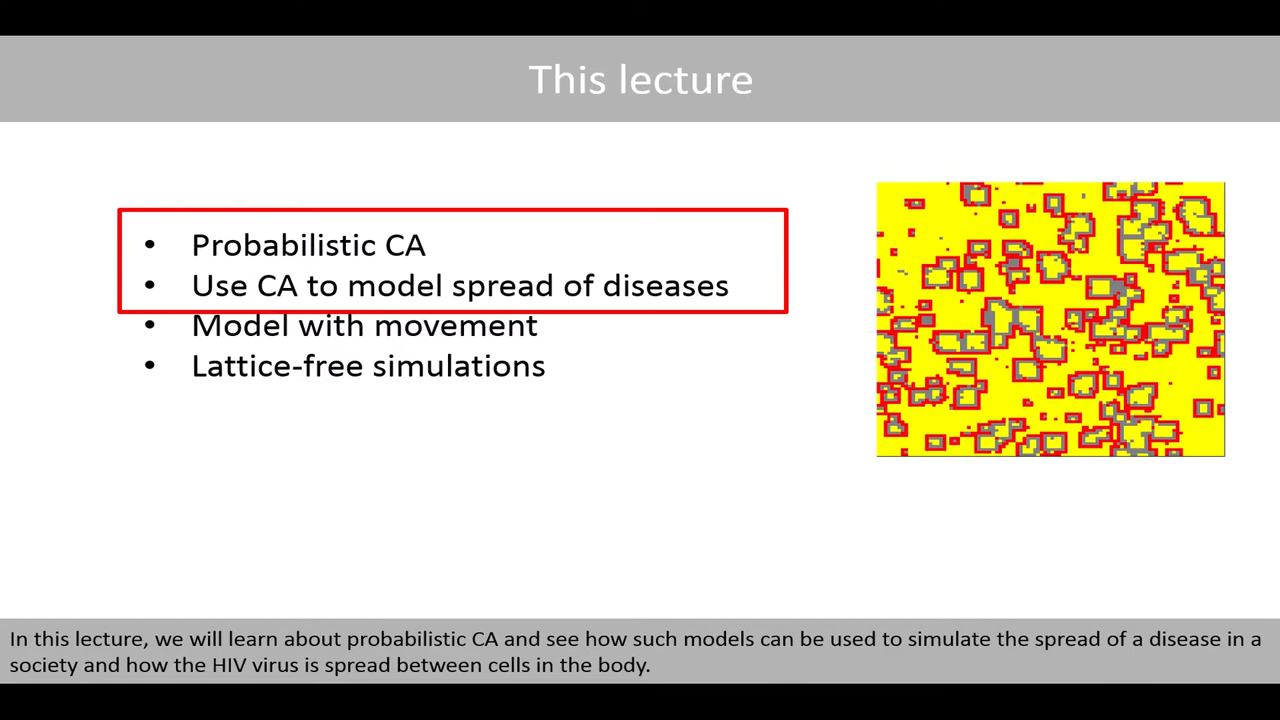 This lecture
• Probabilistic CA
• Use CA to model spread of diseases
• Model with movement
• Lattice-free simulations
In this lecture, we will learn about probabilistic CA and see how such models can be used to simulate the spread of a disease in a
society and how the HIV virus is spread between cells in the body.